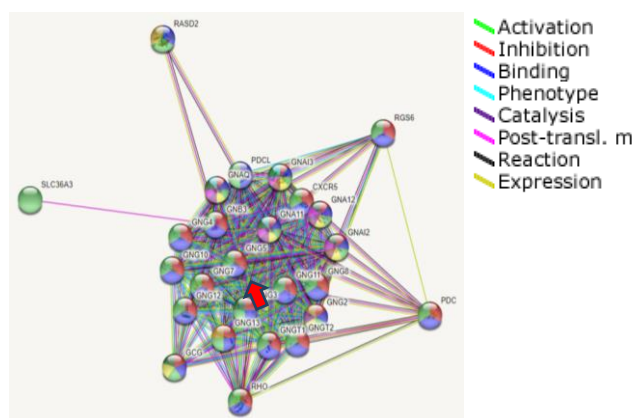 RASD2
Activation
Inhibition
Binding
Phenotype
Catalysis
Post-transl. m
Reaction
Expression
RGS6
PDCL
GNAI3
GNAQ
SLC36A3
CXCR5
GNA12
GNB3
GNA11
GNG4
GNAI2
GNG5
GNG10
GNG7
GNG11
GNG8
GNG12
GNG2
PDC
GNG13
GNGT2
GNGT1
GCG
RHO